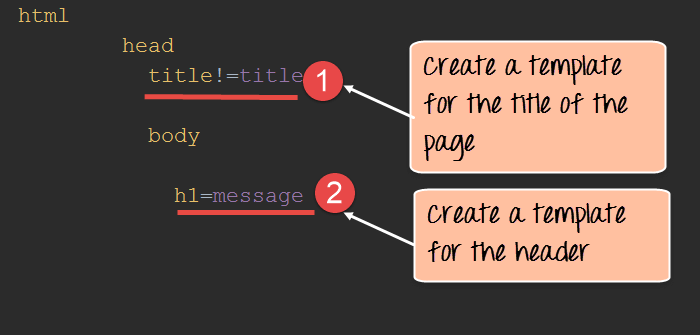 html
head
title!=title
1
Create a template
for the title of the
page
body
h1=message
2
Create a template
for the header